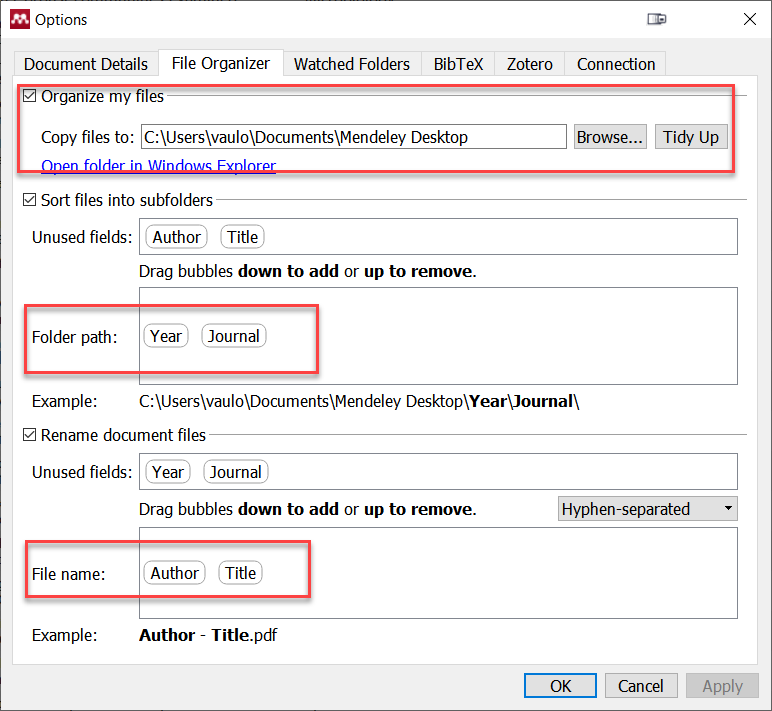 Options
Document Details File Organizer Watched Folders BibTeX Zotero Connection
Organize my files
Copy files to: C:\Users\vaulo\Documents\Mendeley Desktop Browse... Tidy Up
Open folder in Windows Explorer
Sort files into subfolders
Unused fields: Author Title
Drag bubbles down to add or up to remove.
Folder path: Year Journal
Example: C:\Users\vaulo\Documents\Mendeley Desktop\Year\Journal\
Rename document files
Unused fields: Year Journal
Drag bubbles down to add or up to remove. Hyphen-separated
File name: Author Title
Example: Author - Title.pdf
OK Cancel Apply